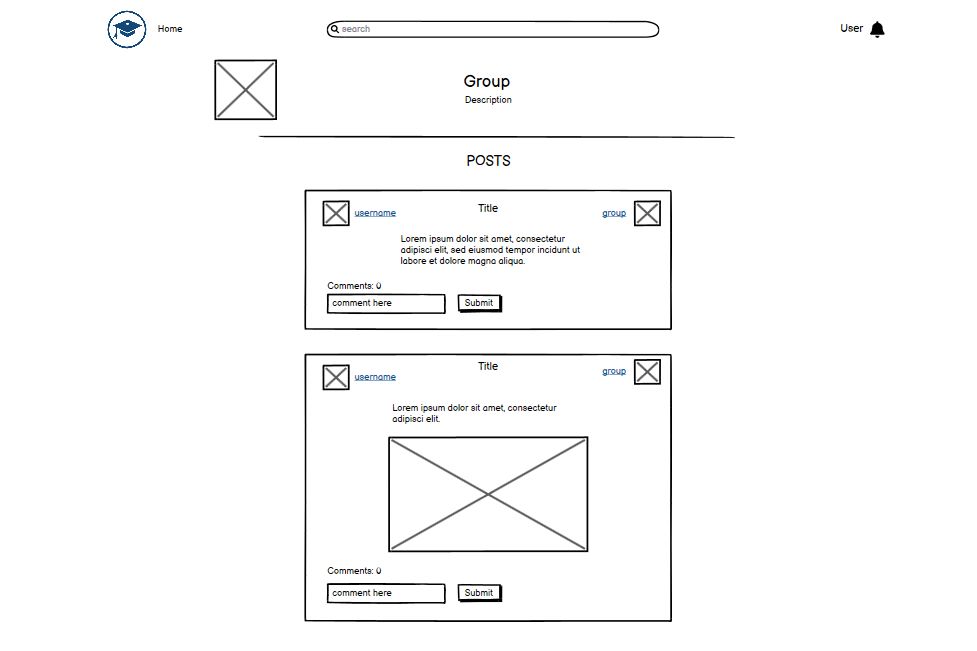 Home
search
User
Group
Description
POSTS
username
Title
group
Lorem ipsum dolor sit amet, consectetur
adipisci elit, sed eiusmod tempor incidunt ut
labore et dolore magna aliqua.
Comments: 0
comment here
Submit
username
Title
group
Lorem ipsum dolor sit amet, consectetur
adipisci elit.
Comments: 0
comment here
Submit